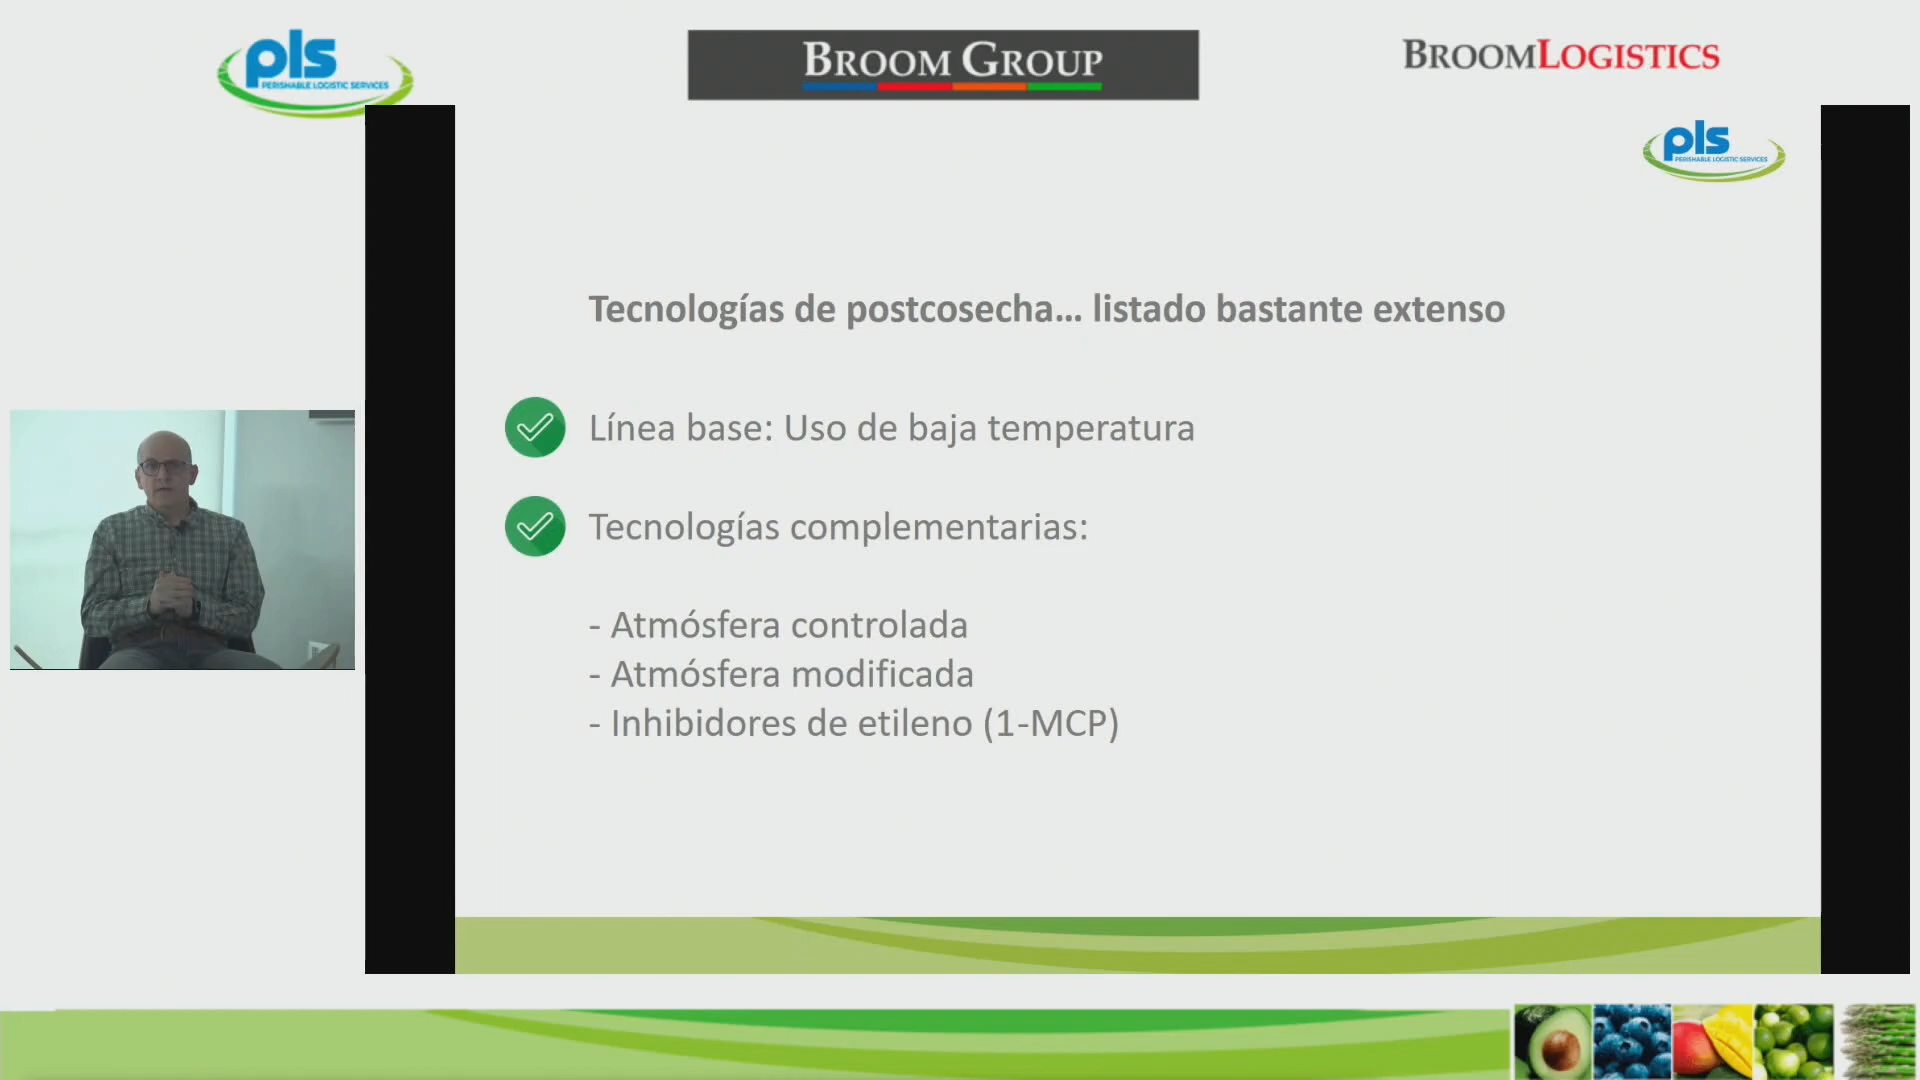 pls
PERISHABLE LOGISTIC SERVICES
BROOM GROUP
BROOMLOGISTICS
pls
PERISHABLE LOGISTIC SERVICES
Tecnologías de postcosecha... listado bastante extenso
Línea base: Uso de baja temperatura
Tecnologías complementarias:
- Atmósfera controlada
- Atmósfera modificada
- Inhibidores de etileno (1-MCP)